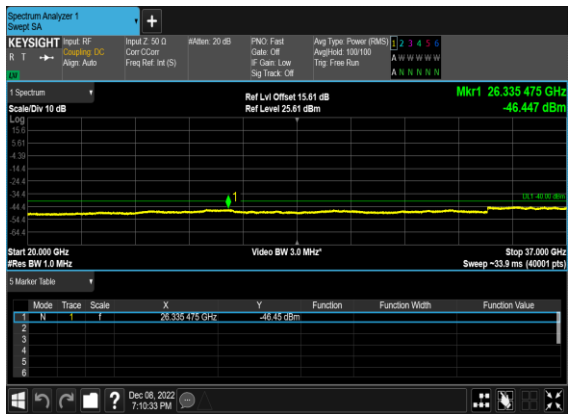 Spectrum Analyzer 1
Swept SA
KEYSIGHT Input: RF Input Z: 50 Ω #Atten: 20 dB PNO: Fast Avg Type: Power (RMS) 1 2 3 4 5 6
R T Coupling: DC Corr CCorr Gate: Off Avg|Hold: 100/100 A W W W W W
Align: Auto Freq Ref: Int (S) IF Gain: Low Trig: Free Run
Sig Track: Off A N N N N N
1 Spectrum
Ref Lvl Offset 15.61 dB Mkr1 26.335 475 GHz
Scale/Div 10 dB Ref Level 25.61 dBm -46.447 dBm
Log
15.6
5.61
-4.39
-14.4
-24.4
-34.4
1
-44.4
-54.4
-64.4
Start 20.000 GHz Video BW 3.0 MHz* Stop 37.000 GHz
#Res BW 1.0 MHz Sweep ~33.9 ms (40001 pts)
5 Marker Table
Mode Trace Scale X Y Function Function Width Function Value
1 N 1 f 26.335 475 GHz -46.45 dBm
2
3
4
5
6
Dec 08, 2022
7:10:33 PM